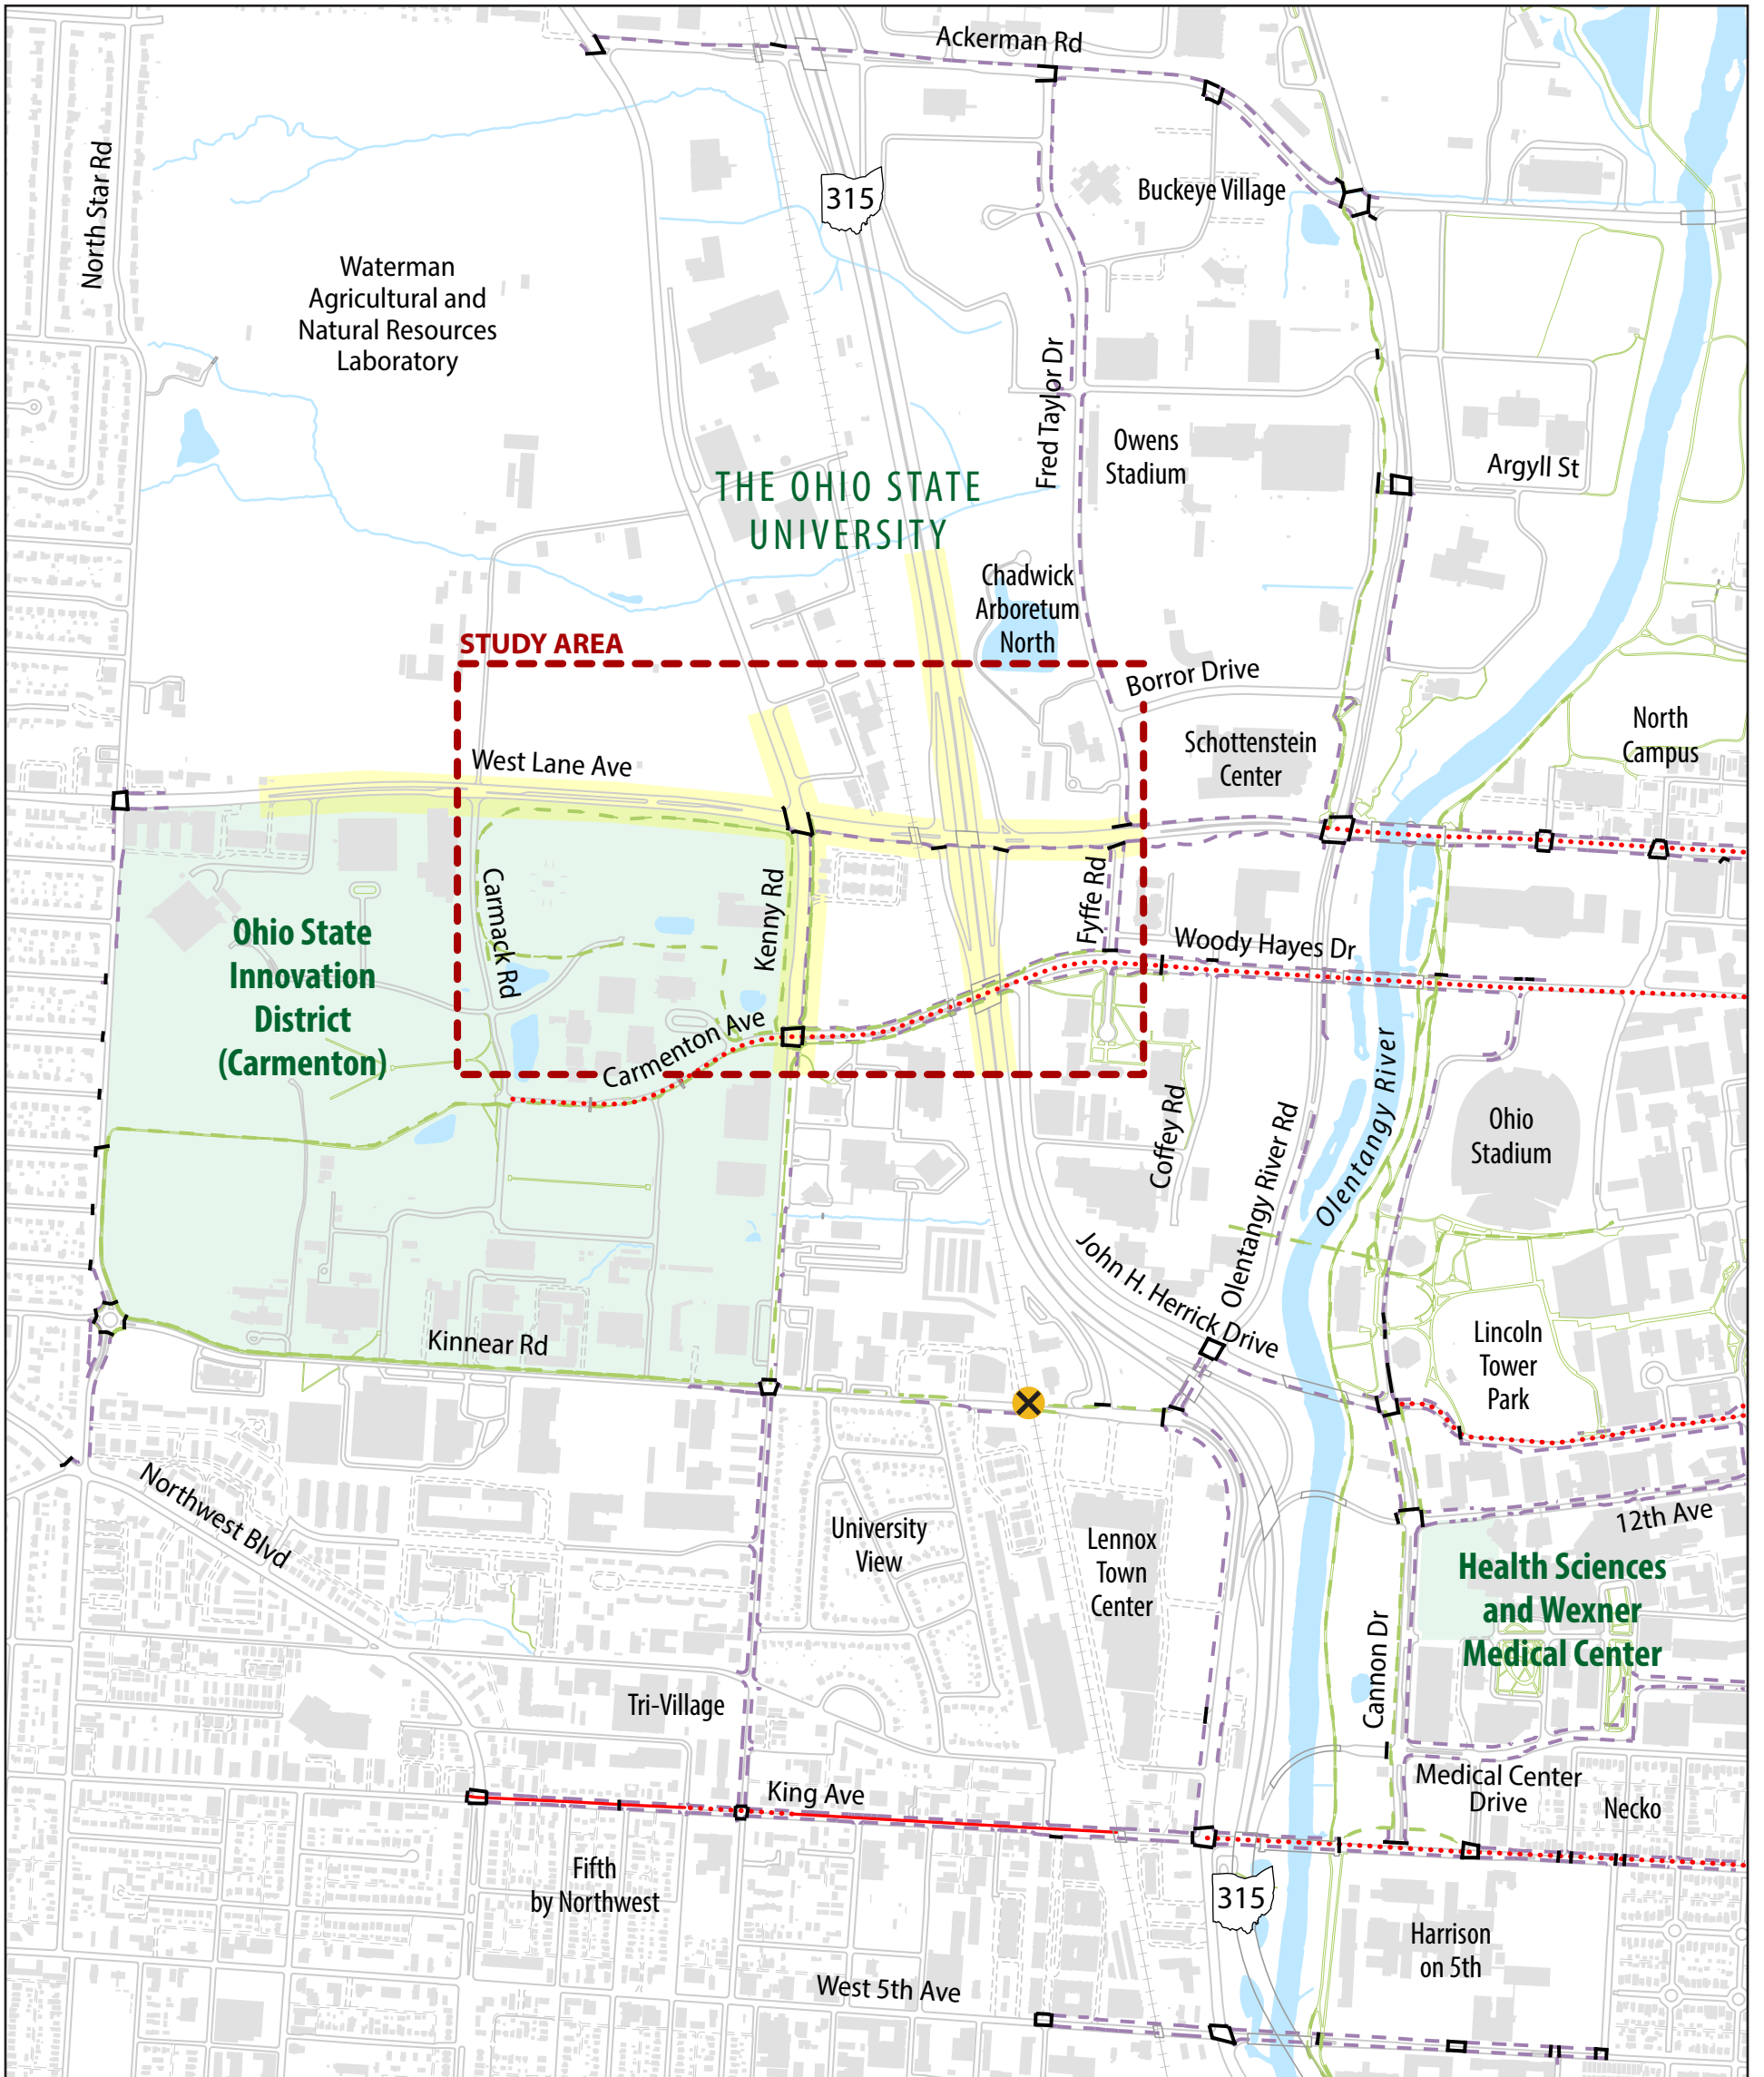 Ackerman Rd
North Star Rd
315
Buckeye Village
Waterman
Agricultural and
Natural Resources
Laboratory
Fred Taylor Dr
Owens
Stadium
Argyll St
THE OHIO STATE
UNIVERSITY
Chadwick
Arboretum
North
STUDY AREA
Borror Drive
North
Campus
Schottenstein
Center
West Lane Ave
Carmack Rd
Kenny Rd
Fyffe Rd
Woody Hayes Dr
Ohio State
Innovation
District
(Carmenton)
Carmenton Ave
Coffey Rd
Olentangy River Rd
Olentangy River
Ohio
Stadium
John H. Herrick Drive
Kinnear Rd
Lincoln
Tower
Park
Northwest Blvd
University
View
Lennox
Town
Center
12th Ave
Health Sciences
and Wexner
Medical Center
Cannon Dr
Tri-Village
King Ave
Medical Center
Drive
Necko
Fifth
by Northwest
315
Harrison
on 5th
West 5th Ave